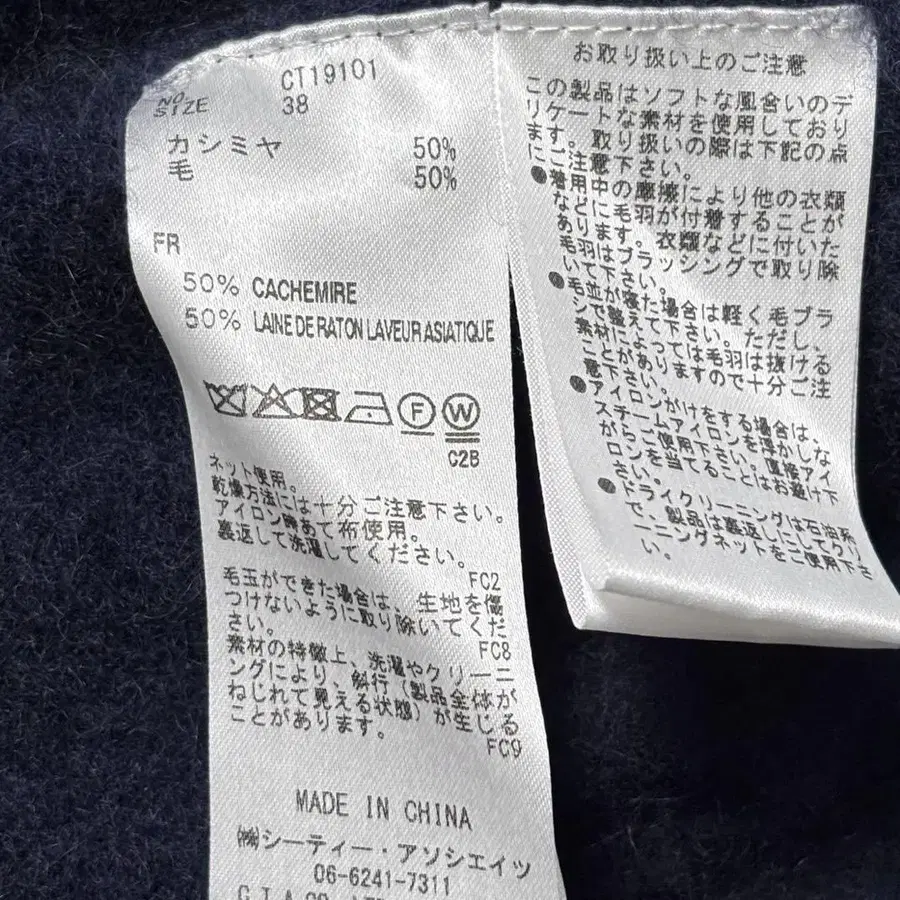 NO CT19101
SIZE 38
カシミヤ 50%
毛 50%
FR
50% CACHEMIRE
50% LAINE DE RATON LAVEUR ASIATIQUE
F W
C2B
ネット使用。
乾燥方法には十分ご注意下さい。
アイロン時あて布使用。
裏返して洗濯してください。
FC2
毛玉ができた場合は、生地を傷
つけないように取り除いてくだ
さい。
FC8
素材の特徴上、洗濯やクリーニ
ングにより、斜行(製品全体が
ねじれて見える状態)が生じる
ことがあります。
FC9
MADE IN CHINA
㈱シーティー・アソシエイツ
06-6241-7311
お取り扱い上のご注意
この製品はソフトな風合いのデ
リケートな素材を使用しており
ます。取り扱いの際は下記の点
にご注意下さい。
●着用中の摩擦により他の衣類
などに毛羽が付着することが
あります。衣類などに付いた
毛羽はブラッシングで取り除
いて下さい。
●毛並が寝た場合は軽く毛ブラ
シで整えて下さい。ただし、
素材によっては毛羽は抜ける
ことがありますので十分ご注
意下さい。
●アイロンがけをする場合は、
スチームアイロンを浮かしな
がらご使用下さい。直接アイ
ロンを当てることはお避け下
さい。
●ドライクリーニングは石油系
で、製品は裏返しにしてクリ
ーニングネットをご使用下さ
い。